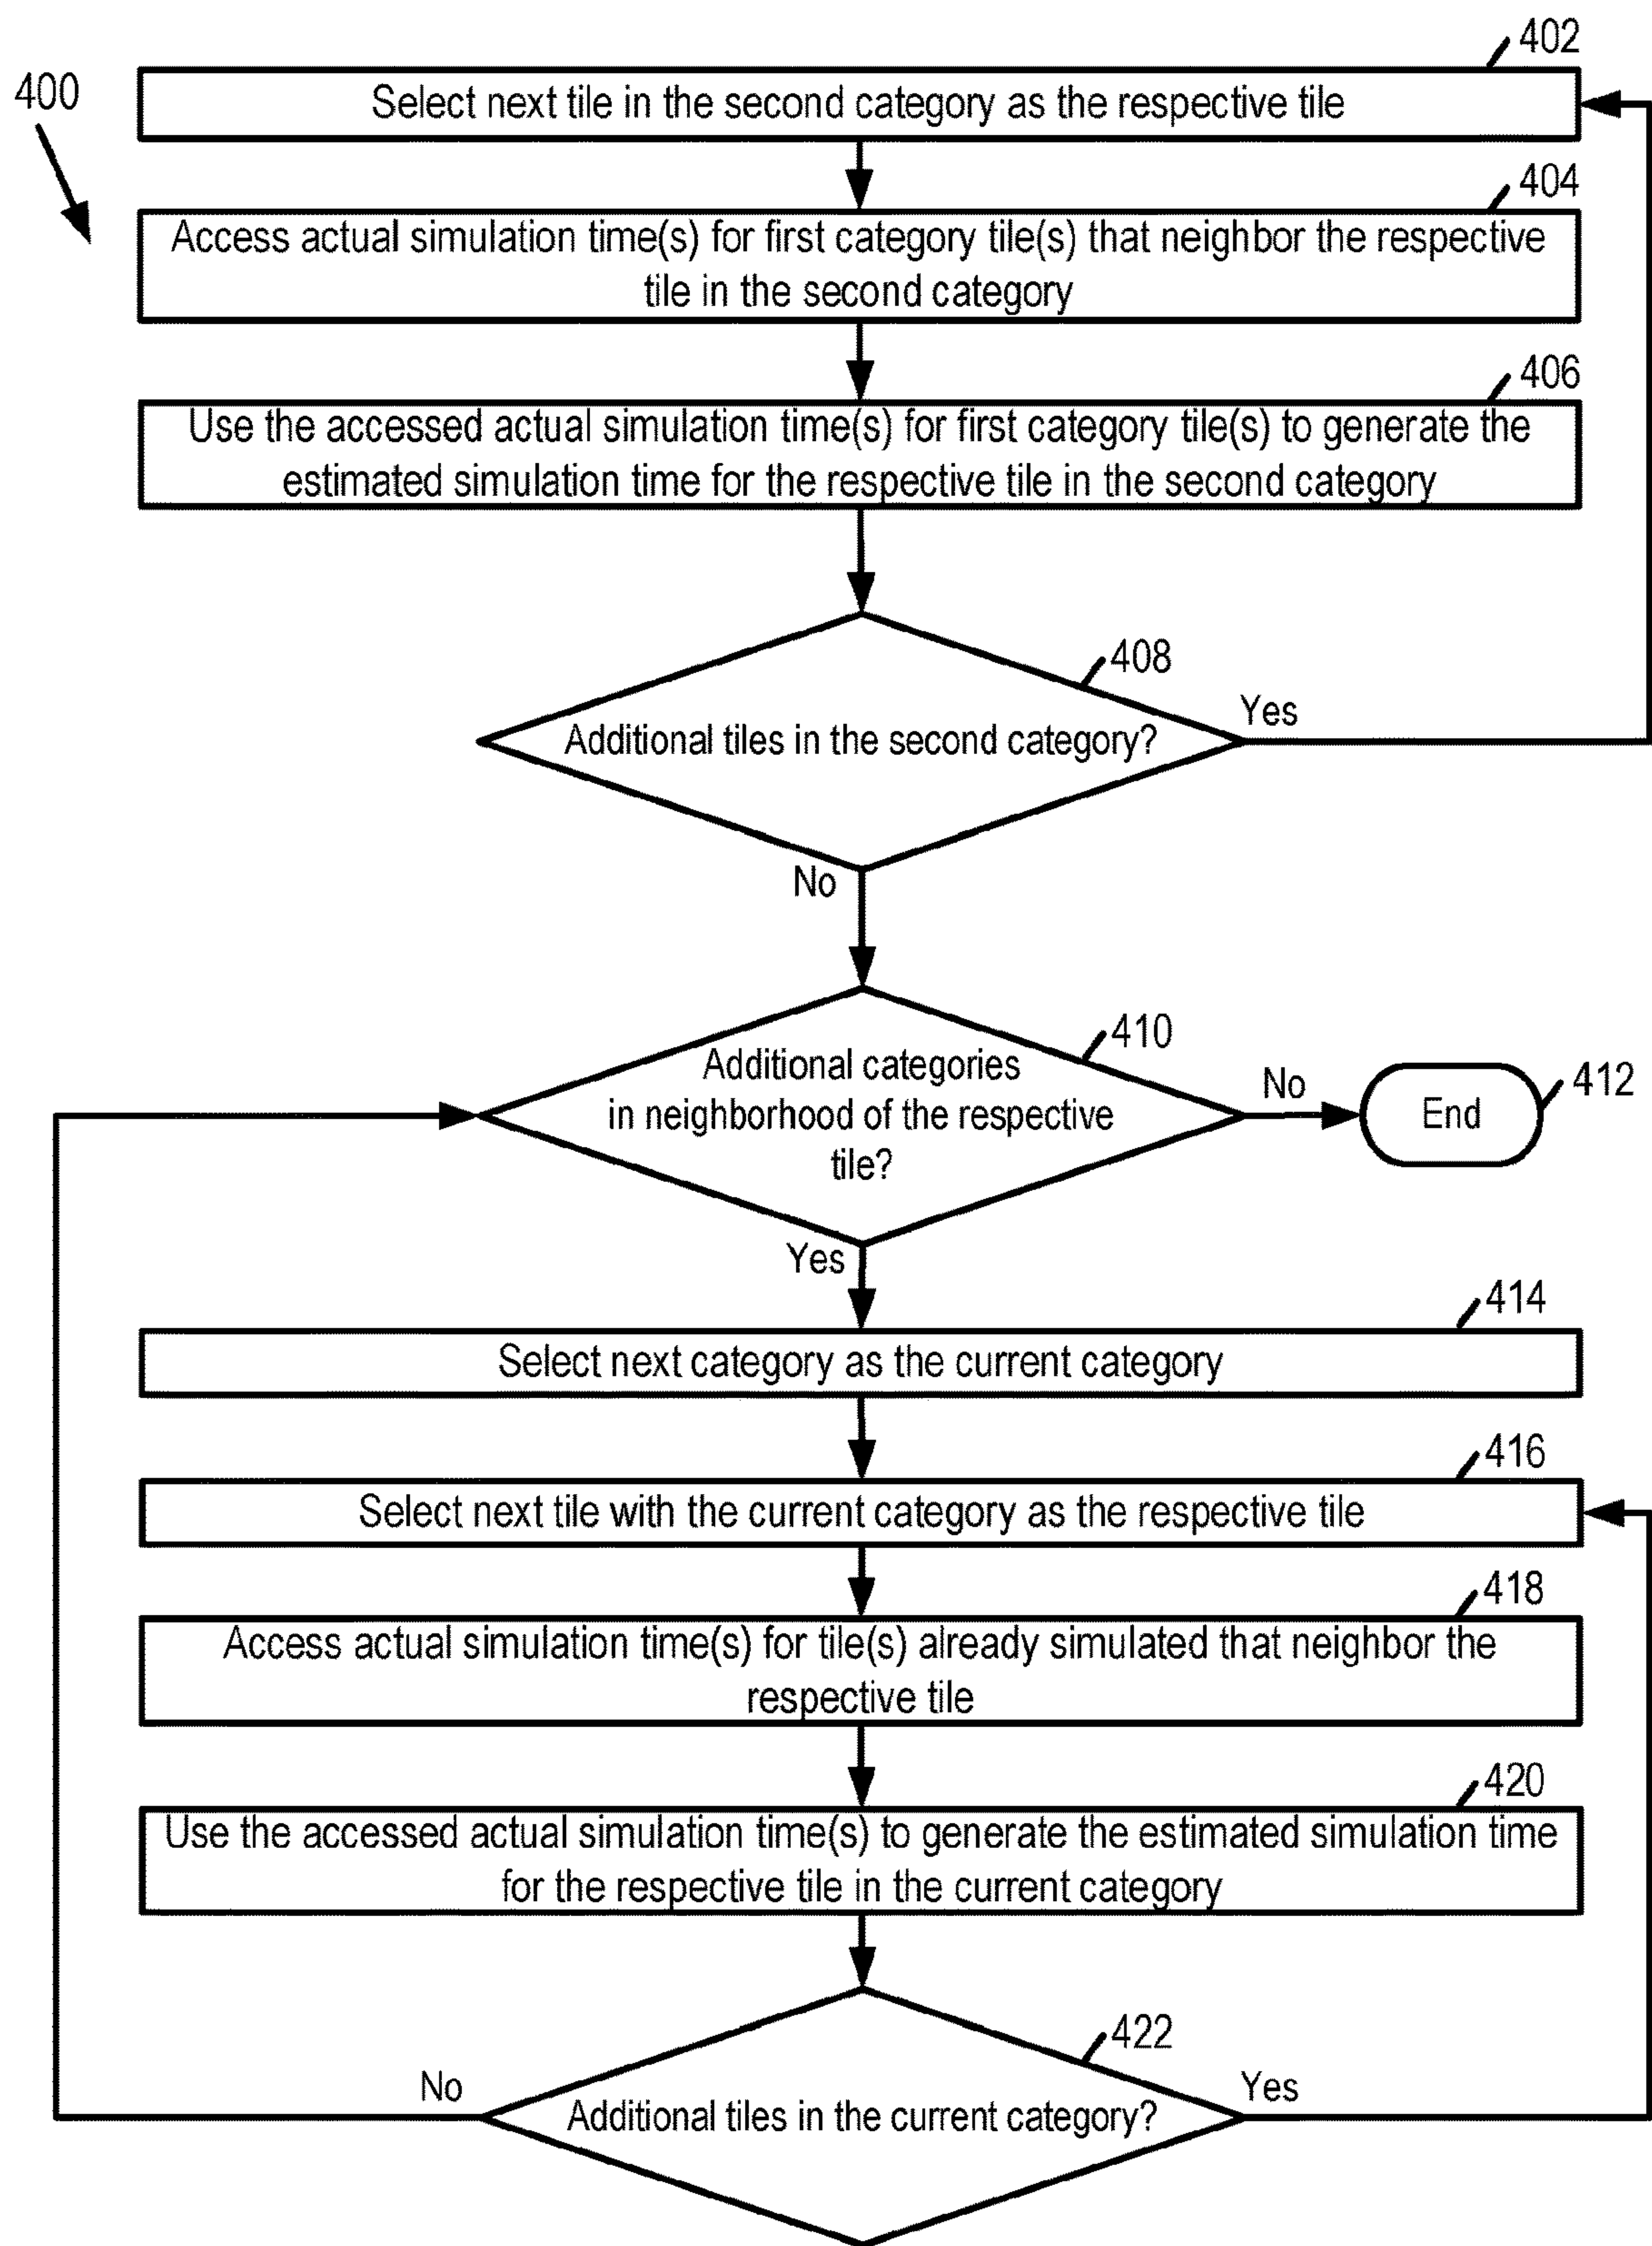 402
400
Select next tile in the second category as the respective tile
404
Access actual simulation time(s) for first category tile(s) that neighbor the respective
tile in the second category
406
Use the accessed actual simulation time(s) for first category tile(s) to generate the
estimated simulation time for the respective tile in the second category
408
Yes
Additional tiles in the second category?
No
410
Additional categories
in neighborhood of the respective
tile?
No
412
End
Yes
414
Select next category as the current category
416
Select next tile with the current category as the respective tile
418
Access actual simulation time(s) for tile(s) already simulated that neighbor the
respective tile
420
Use the accessed actual simulation time(s) to generate the estimated simulation time
for the respective tile in the current category
422
No
Yes
Additional tiles in the current category?